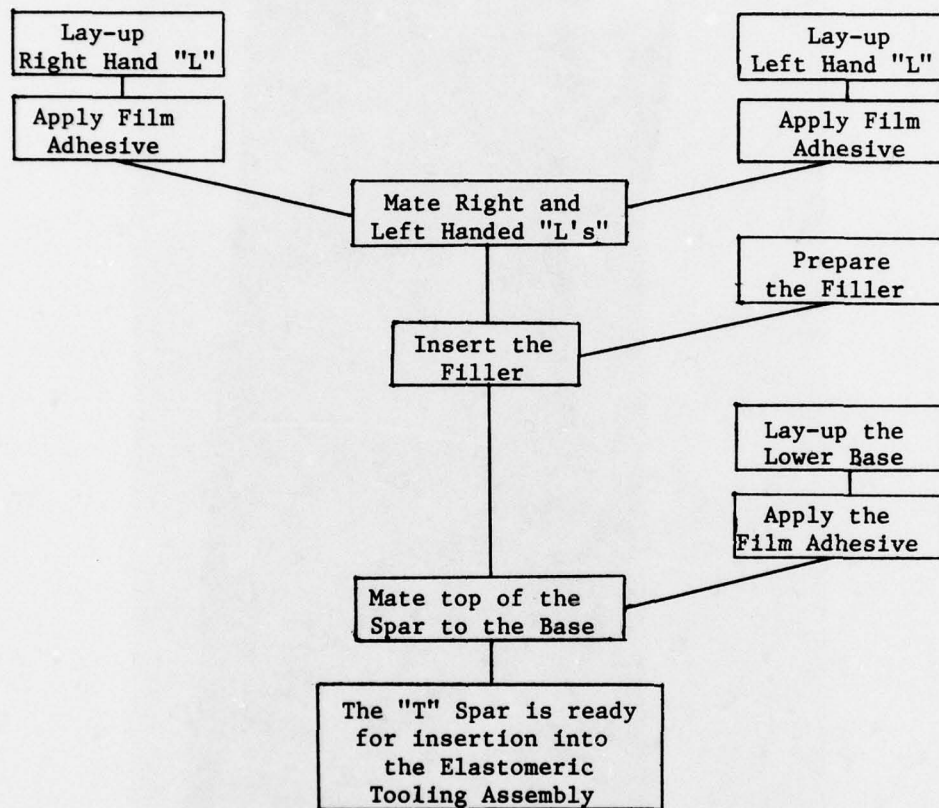 Lay-up
Right Hand "L"
Lay-up
Left Hand "L"
Apply Film
Adhesive
Apply Film
Adhesive
Mate Right and
Left Handed "L's"
Prepare
the Filler
Insert the
Filler
Lay-up the
Lower Base
Apply the
Film Adhesive
Mate top of the
Spar to the Base
The "T" Spar is ready
for insertion into
the Elastomeric
Tooling Assembly